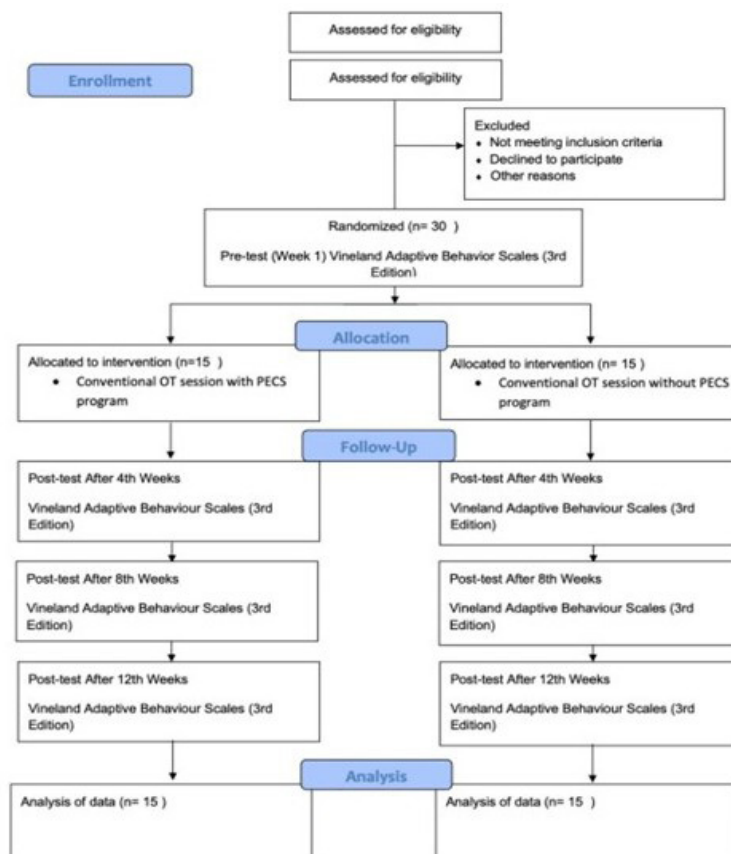 Assessed for eligibility
Enrollment
Assessed for eligibility
Excluded
• Not meeting inclusion criteria
• Declined to participate
• Other reasons
Randomized (n= 30 )
Pre-test (Week 1) Vineland Adaptive Behavior Scales (3rd
Edition)
Allocation
Allocated to intervention (n=15 )
• Conventional OT session with PECS
program
Allocated to intervention (n= 15 )
• Conventional OT session without PECS
program
Follow-Up
Post-test After 4th Weeks
Vineland Adaptive Behaviour Scales (3rd
Edition)
Post-test After 4th Weeks
Vineland Adaptive Behaviour Scales (3rd
Edition)
Post-test After 8th Weeks
Vineland Adaptive Behaviour Scales (3rd
Edition)
Post-test After 8th Weeks
Vineland Adaptive Behaviour Scales (3rd
Edition)
Post-test After 12th Weeks
Vineland Adaptive Behaviour Scales (3rd
Edition)
Post-test After 12th Weeks
Vineland Adaptive Behaviour Scales (3rd
Edition)
Analysis
Analysis of data (n= 15 )
Analysis of data (n= 15 )